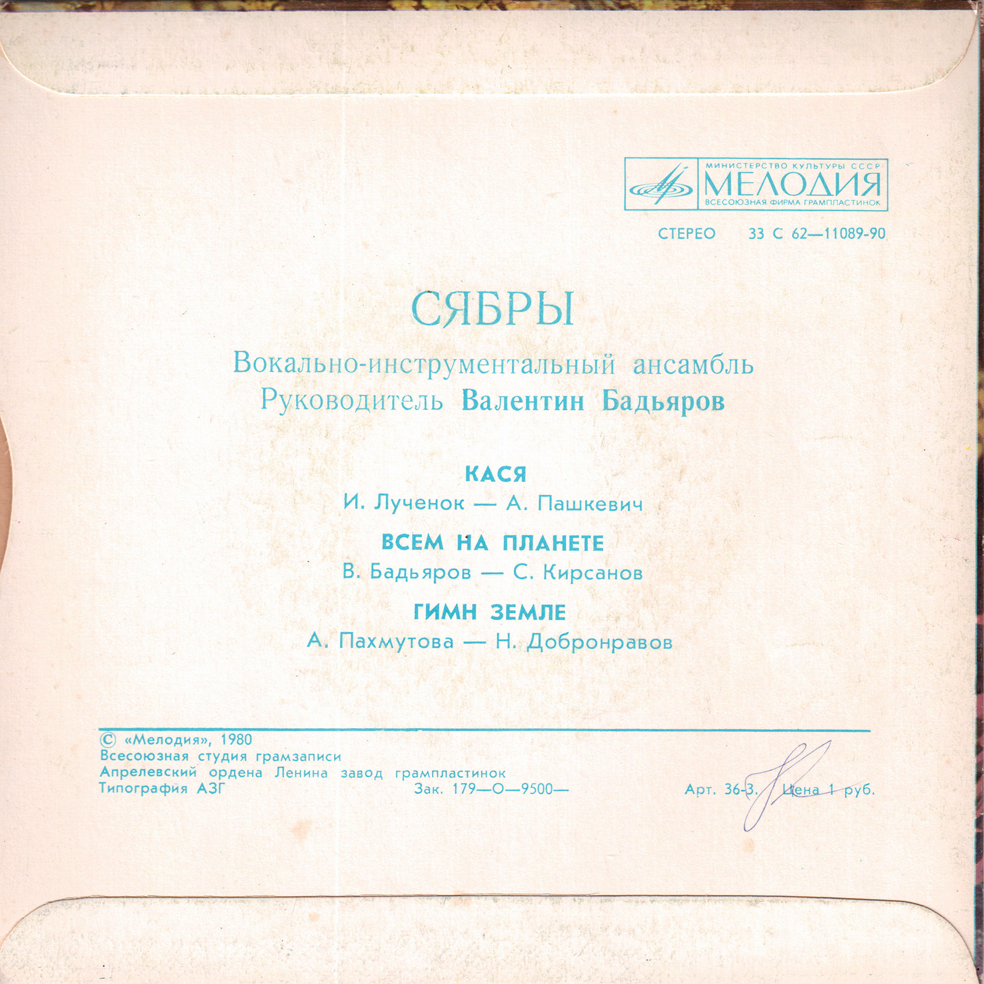 МИНИСТЕРСТВО КУЛЬТУРЫ СССР
МЕЛОДИЯ
ВСЕСОЮЗНАЯ ФИРМА ГРАМПЛАСТИНОК
СТЕРЕО 33 С 62—11089-90
СЯБРЫ
Вокально-инструментальный ансамбль
Руководитель Валентин Бадьяров
КАСЯ
И. Лученок — А. Пашкевич
ВСЕМ НА ПЛАНЕТЕ
В. Бадьяров — С. Кирсанов
ГИМН ЗЕМЛЕ
А. Пахмутова — Н. Добронравов
© «Мелодия», 1980
Всесоюзная студия грамзаписи
Апрелевский ордена Ленина завод грампластинок
Типография АЗГ Зак. 179—О—9500— Арт. 36-3. Цена 1 руб.